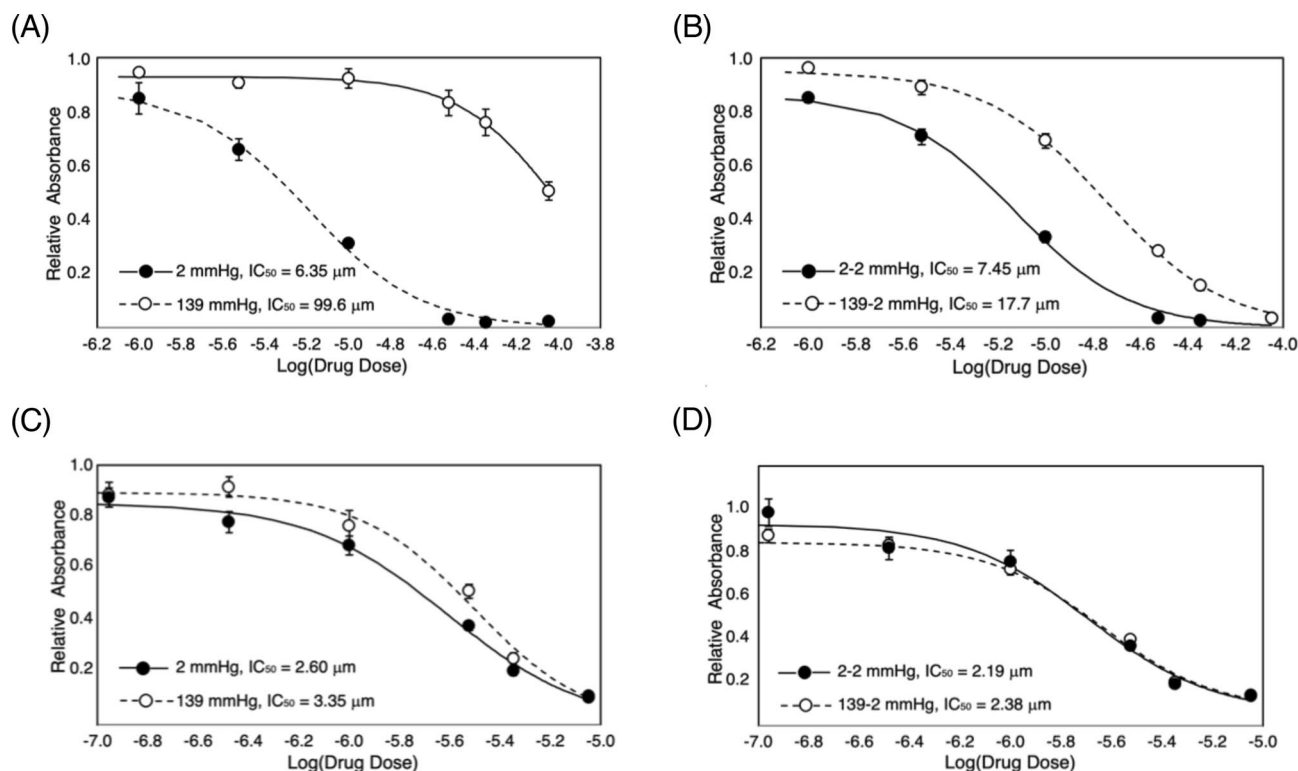 (A)
Relative Absorbance
1.0
0.8
0.6
0.4
0.2
2 mmHg, IC50 = 6.35 μm
139 mmHg, IC50 = 99.6 μm
-6.2 -6.0 -5.8 -5.6 -5.4 -5.2 -5.0 -4.8 -4.6 -4.4 -4.2 -4.0 -3.8
Log(Drug Dose)
(B)
Relative Absorbance
1.0
0.8
0.6
0.4
0.2
2-2 mmHg, IC50 = 7.45 μm
139-2 mmHg, IC50 = 17.7 μm
-6.2 -6.0 -5.8 -5.6 -5.4 -5.2 -5.0 -4.8 -4.6 -4.4 -4.2 -4.0
Log(Drug Dose)
(C)
Relative Absorbance
1.0
0.8
0.6
0.4
0.2
2 mmHg, IC50 = 2.60 μm
139 mmHg, IC50 = 3.35 μm
-7.0 -6.8 -6.6 -6.4 -6.2 -6.0 -5.8 -5.6 -5.4 -5.2 -5.0
Log(Drug Dose)
(D)
Relative Absorbance
1.0
0.8
0.6
0.4
0.2
2-2 mmHg, IC50 = 2.19 μm
139-2 mmHg, IC50 = 2.38 μm
-7.0 -6.8 -6.6 -6.4 -6.2 -6.0 -5.8 -5.6 -5.4 -5.2 -5.0
Log(Drug Dose)